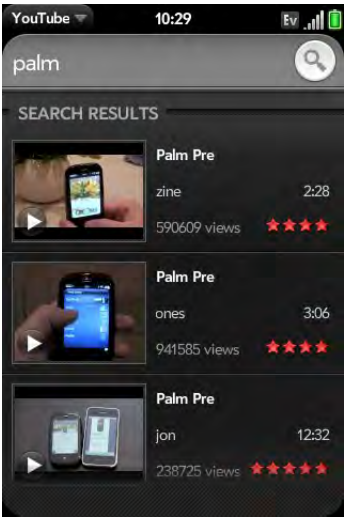 YouTube 10:29 Ev
palm
SEARCH RESULTS
Palm Pre
zine 2:28
590609 views
Palm Pre
ones 3:06
941585 views
Palm Pre
jon 12:32
238725 views